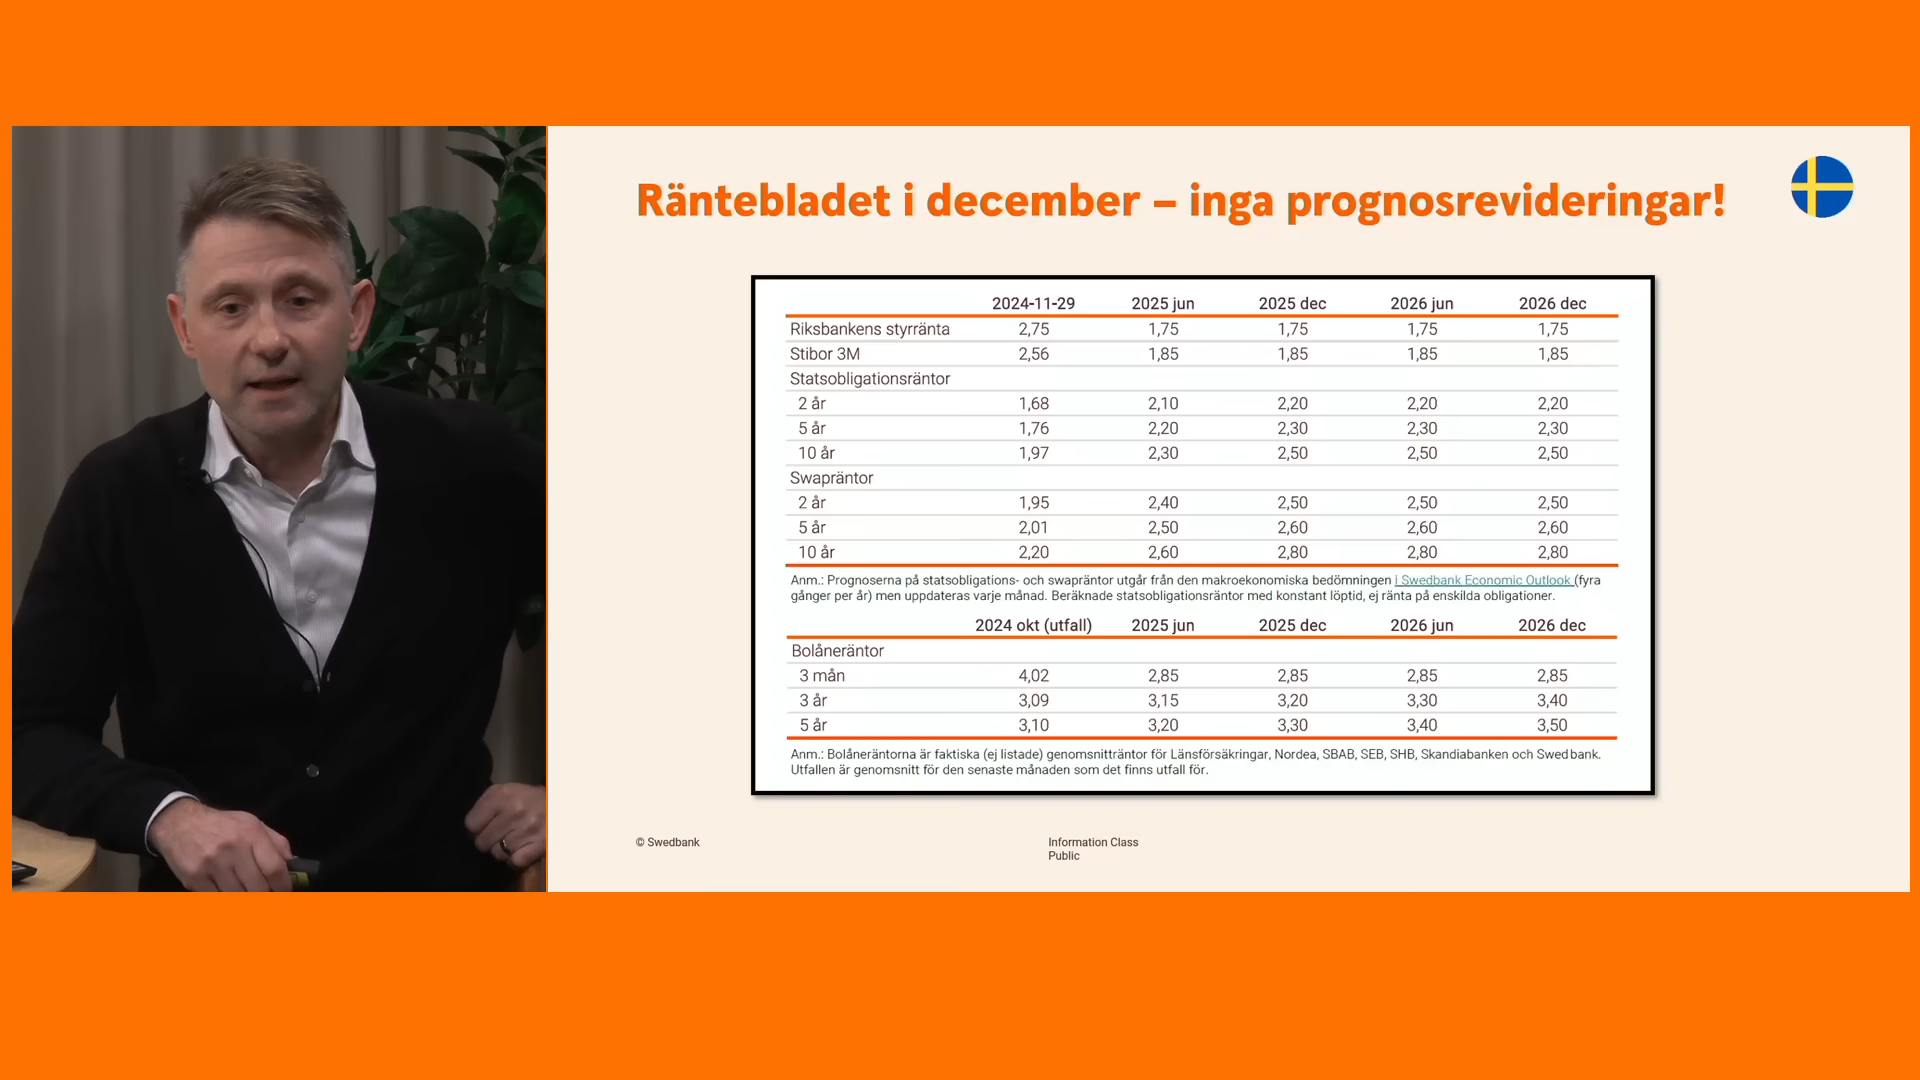 Räntebladet i december – inga prognosrevideringar!
2024-11-29 2025 jun 2025 dec 2026 jun 2026 dec
Riksbankens styrränta 2,75 1,75 1,75 1,75 1,75
Stibor 3M 2,56 1,85 1,85 1,85 1,85
Statsobligationsräntor
2 år 1,68 2,10 2,20 2,20 2,20
5 år 1,76 2,20 2,30 2,30 2,30
10 år 1,97 2,30 2,50 2,50 2,50
Swapräntor
2 år 1,95 2,40 2,50 2,50 2,50
5 år 2,01 2,50 2,60 2,60 2,60
10 år 2,20 2,60 2,80 2,80 2,80
Anm.: Prognoserna på statsobligations- och swapräntor utgår från den makroekonomiska bedömningen i Swedbank Economic Outlook (fyra
gånger per år) men uppdateras varje månad. Beräknade statsobligationsräntor med konstant löptid, ej ränta på enskilda obligationer.
2024 okt (utfall) 2025 jun 2025 dec 2026 jun 2026 dec
Bolåneräntor
3 mån 4,02 2,85 2,85 2,85 2,85
3 år 3,09 3,15 3,20 3,30 3,40
5 år 3,10 3,20 3,30 3,40 3,50
Anm.: Bolåneräntorna är faktiska (ej listade) genomsnitträntor för Länsförsäkringar, Nordea, SBAB, SEB, SHB, Skandiabanken och Swedbank.
Utfallen är genomsnitt för den senaste månaden som det finns utfall för.
© Swedbank
Information Class
Public